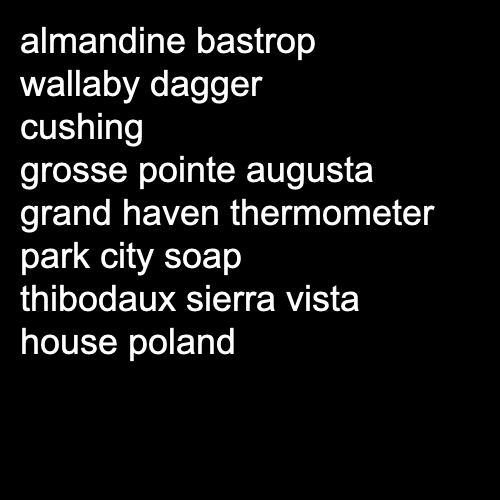 almandine bastrop
wallaby dagger
cushing
grosse pointe augusta
grand haven thermometer
park city soap
thibodaux sierra vista
house poland